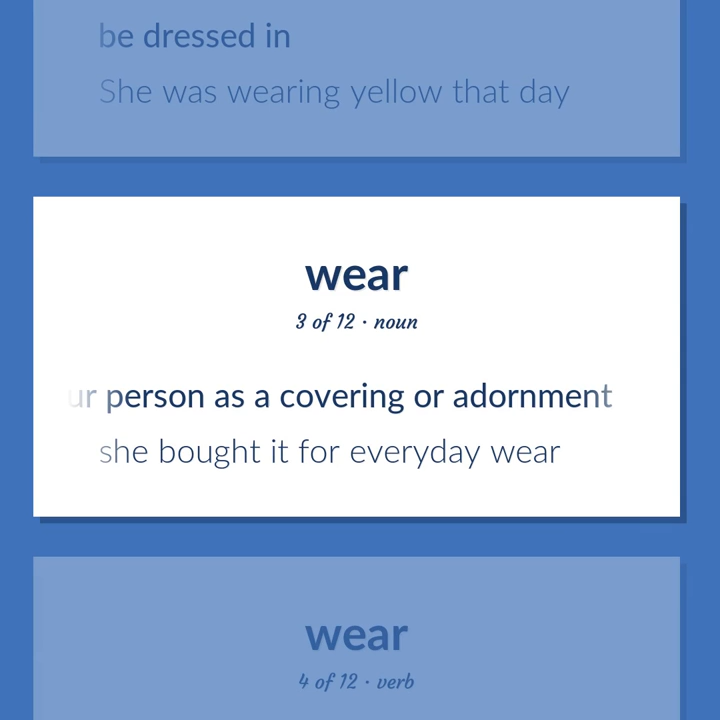 be dressed in
She was wearing yellow that day
wear
3 of 12 · noun
ur person as a covering or adornment
she bought it for everyday wear
wear
4 of 12 · verb